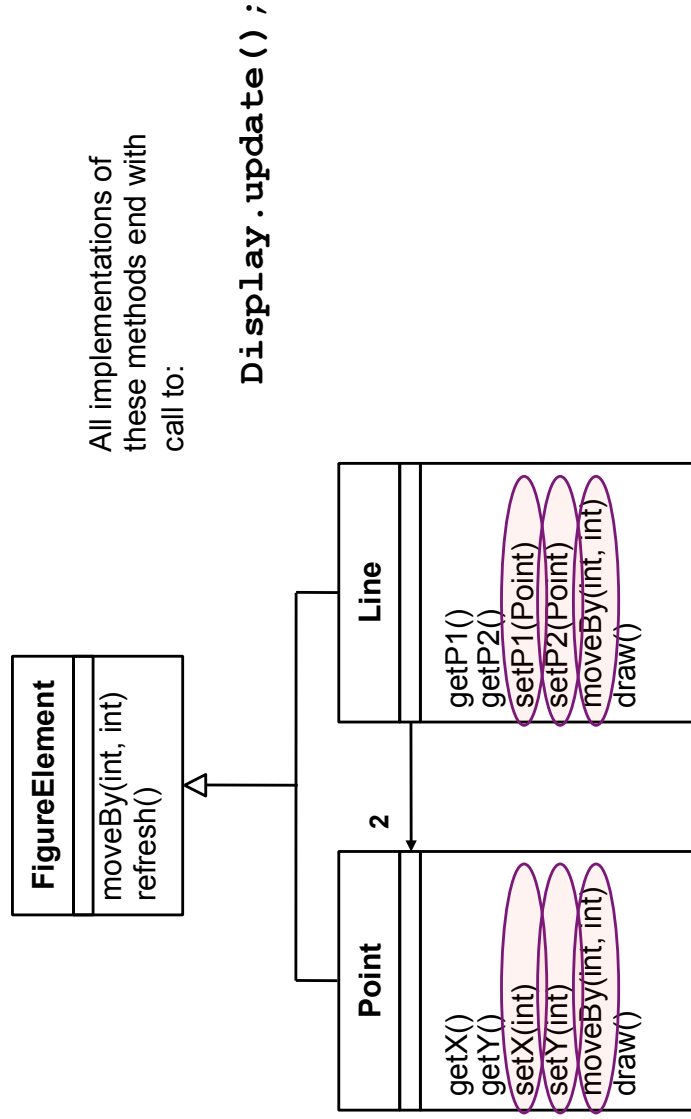 FigureElement
moveBy(int, int)
refresh()
All implementations of
these methods end with
call to:
Display.update();
Point
getX()
getY()
setX(int)
setY(int)
moveBy(int, int)
draw()
2
Line
getP1()
getP2()
setP1(Point)
setP2(Point)
moveBy(int, int)
draw()